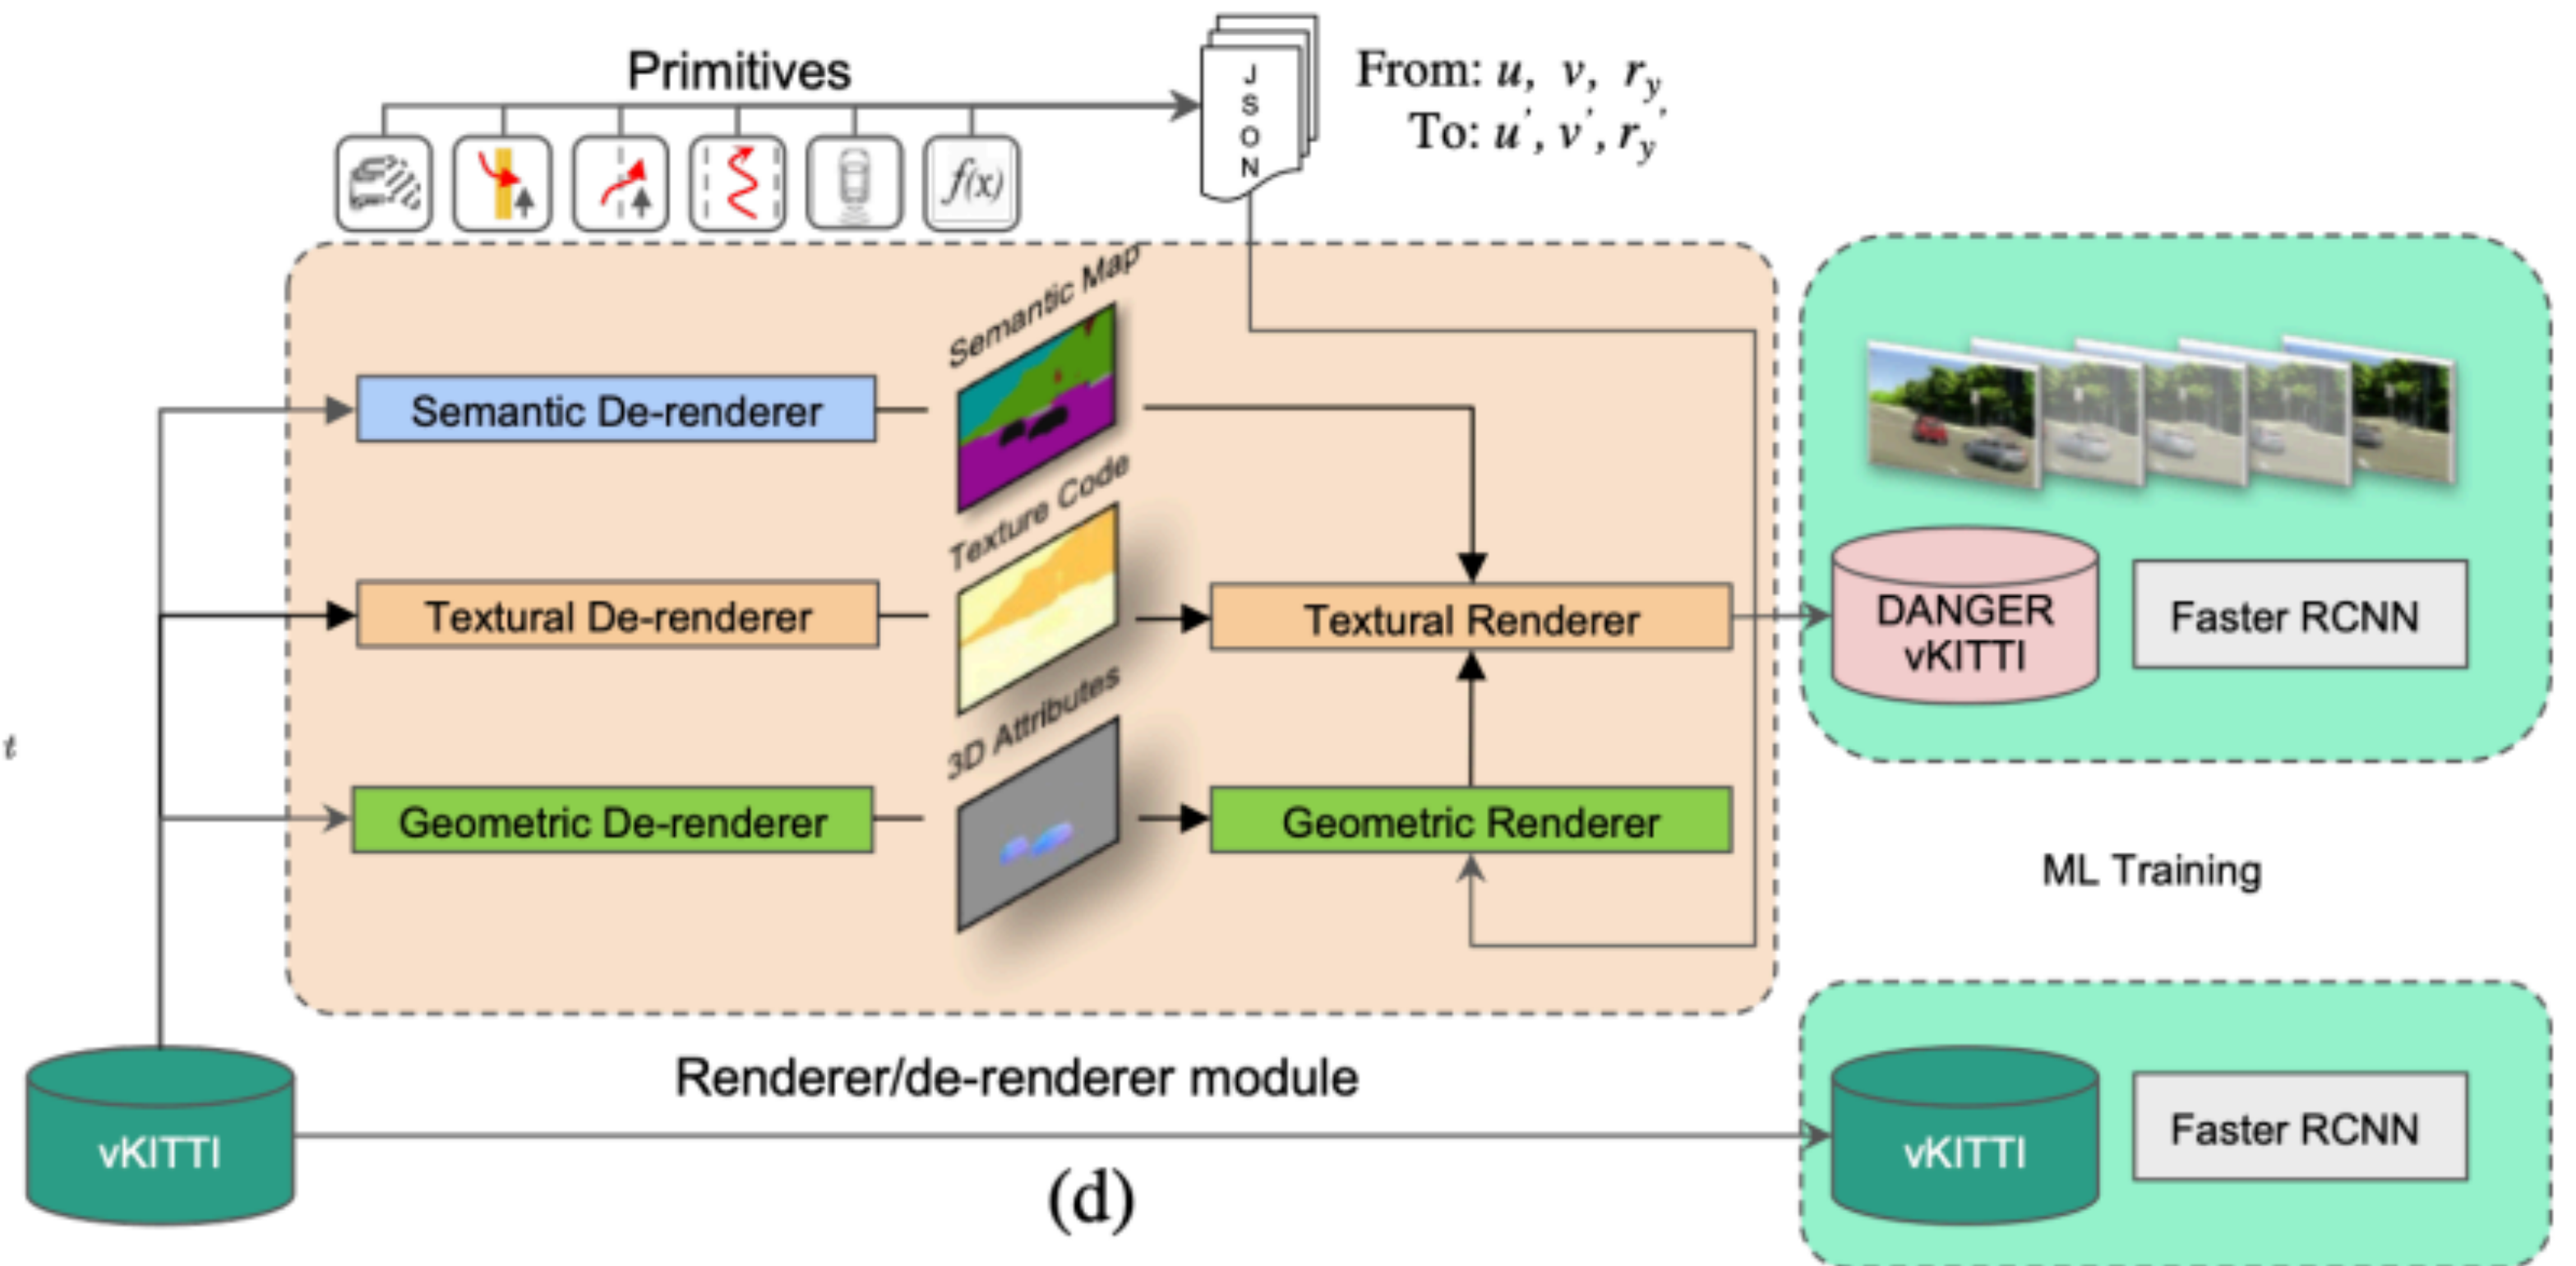 Primitives
J
S
O
N
From: u, v, r_y
To: u', v', r_y'
f(x)
Semantic Map
Semantic De-renderer
Texture Code
Textural De-renderer
Textural Renderer
3D Attributes
Geometric De-renderer
Geometric Renderer
DANGER
vKITTI
Faster RCNN
t
ML Training
Renderer/de-renderer module
vKITTI
vKITTI
Faster RCNN
(d)